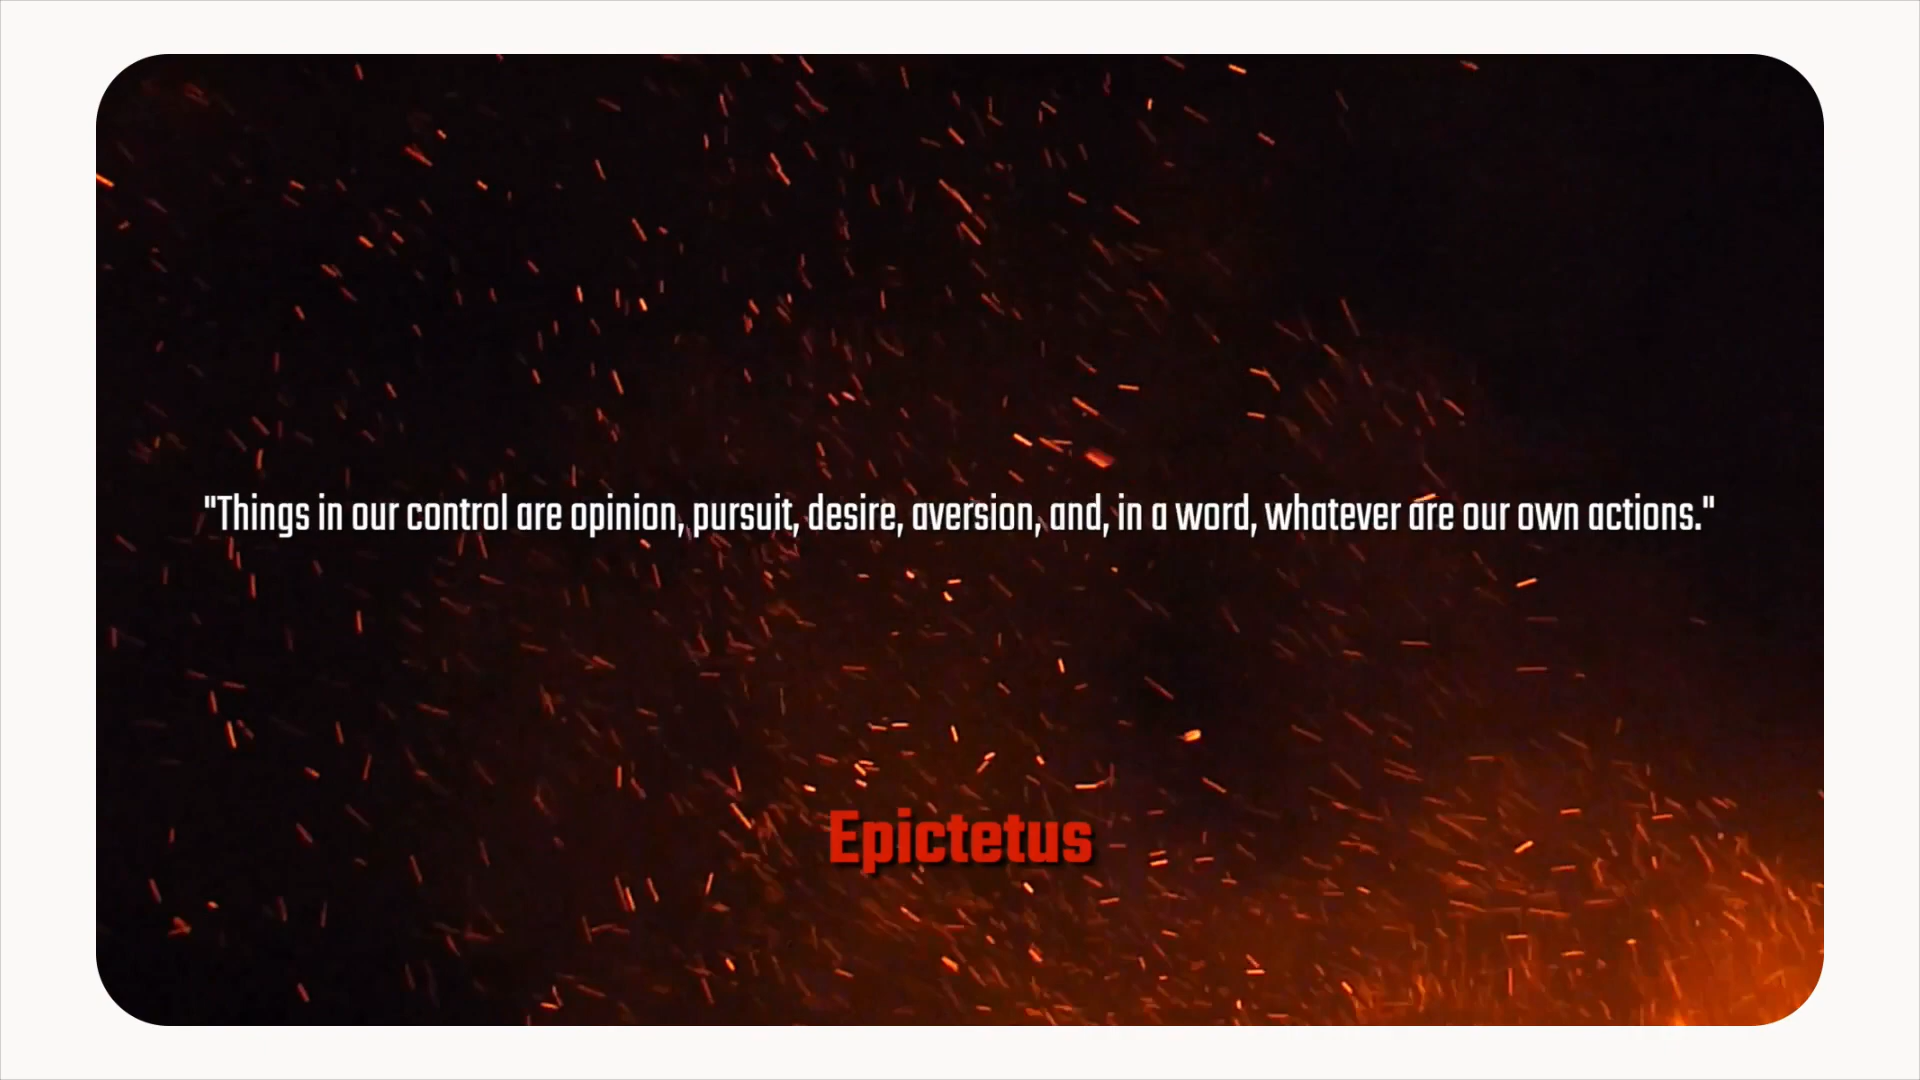 "Things in our control are opinion, pursuit, desire, aversion, and, in a word, whatever are our own actions."
Epictetus